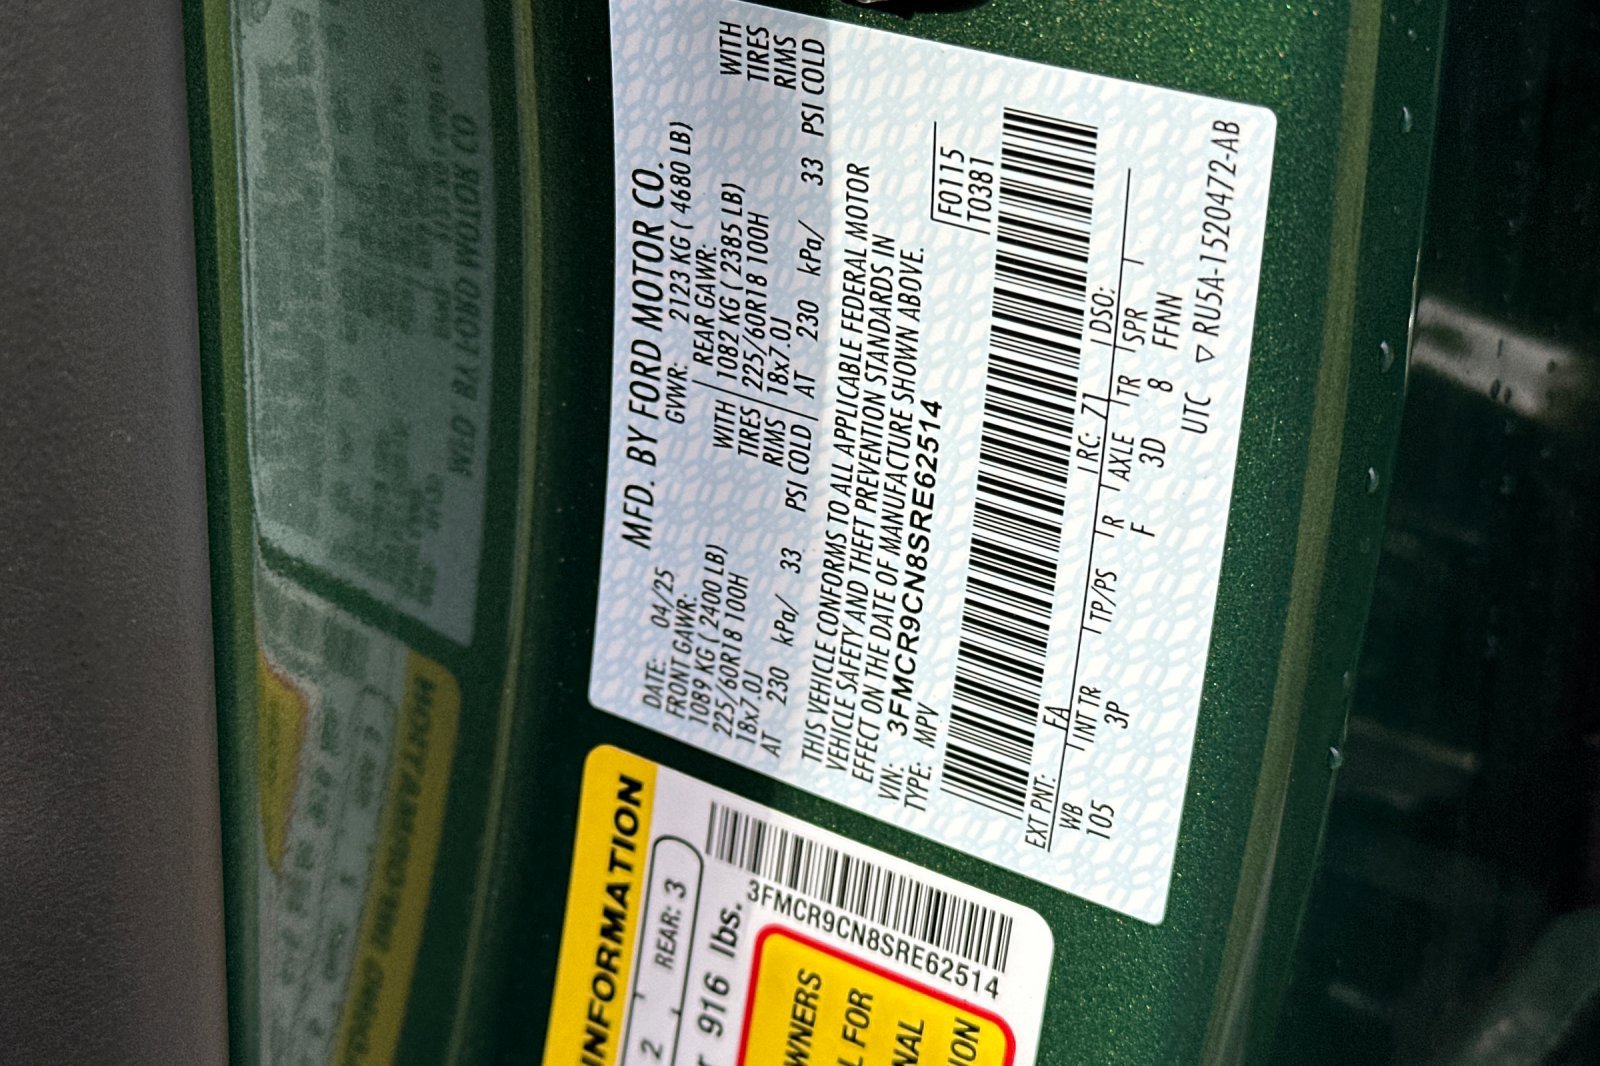 MFD. BY FORD MOTOR CO.
DATE: 04/25 GVWR: 2123 KG ( 4680 LB)
FRONT GAWR: REAR GAWR:
1089 KG ( 2400 LB) WITH 1082 KG ( 2385 LB) WITH
225/60R18 100H TIRES 225/60R18 100H TIRES
18x7.0J RIMS 18x7.0J RIMS
AT 230 kPa/ 33 PSI COLD AT 230 kPa/ 33 PSI COLD
THIS VEHICLE CONFORMS TO ALL APPLICABLE FEDERAL MOTOR
VEHICLE SAFETY AND THEFT PREVENTION STANDARDS IN
EFFECT ON THE DATE OF MANUFACTURE SHOWN ABOVE.
VIN: 3FMCR9CN8SRE62514
TYPE: MPV
F0115
T0381
EXT PNT: FA RC: 71 DSO:
WB INT TR TP/PS R AXLE TR SPR
105 3P F 3D 8 FFNN
UTC ▽ RU5A-1520472-AB
INFORMATION
2 REAR: 3
916 lbs.
3FMCR9CN8SRE62514
WNERS
L FOR
NAL
ION